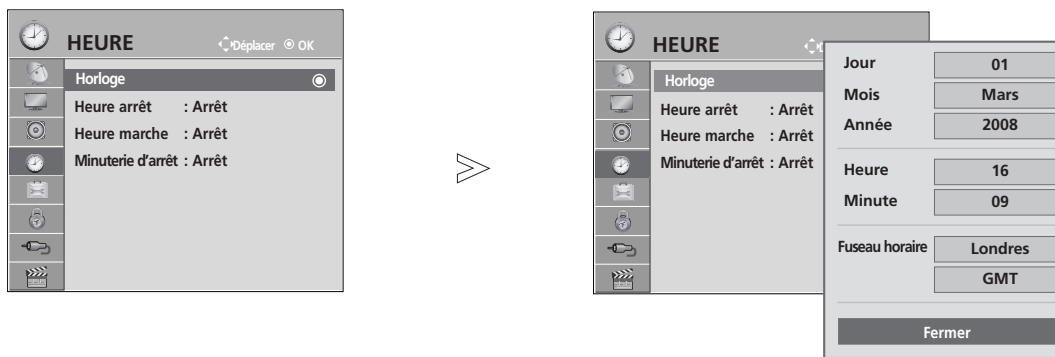 HEURE Déplacer OK
Horloge
Heure arrêt : Arrêt
Heure marche : Arrêt
Minuterie d’arrêt : Arrêt
HEURE
Horloge
Heure arrêt : Arrêt
Heure marche : Arrêt
Minuterie d’arrêt : Arrêt
Jour 01
Mois Mars
Année 2008
Heure 16
Minute 09
Fuseau horaire Londres
GMT
Fermer